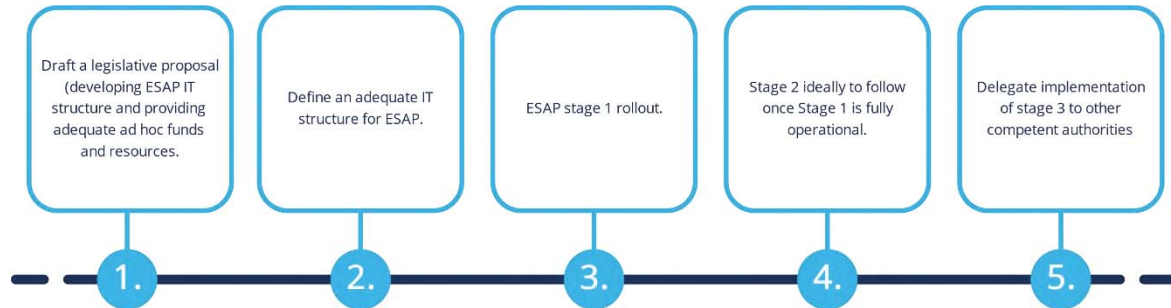 Draft a legislative proposal
(developing ESAP IT
structure and providing
adequate ad hoc funds
and resources.
1.
Define an adequate IT
structure for ESAP.
2.
ESAP stage 1 rollout.
3.
Stage 2 ideally to follow
once Stage 1 is fully
operational.
4.
Delegate implementation
of stage 3 to other
competent authorities
5.